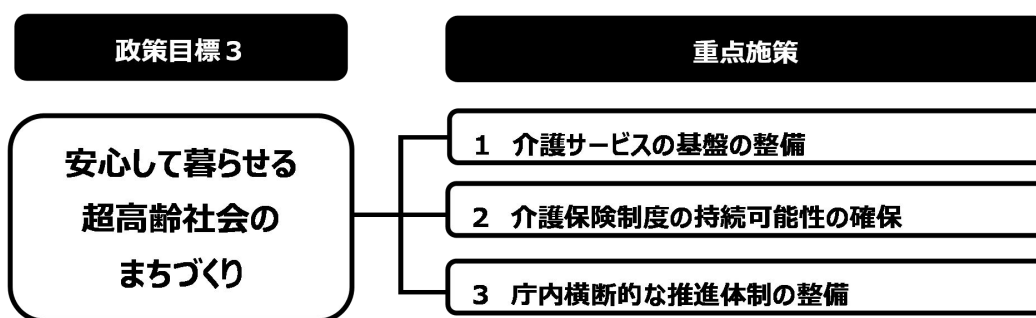 政策目標３
重点施策
安心して暮らせる
超高齢社会の
まちづくり
1 介護サービスの基盤の整備
2 介護保険制度の持続可能性の確保
3 庁内横断的な推進体制の整備